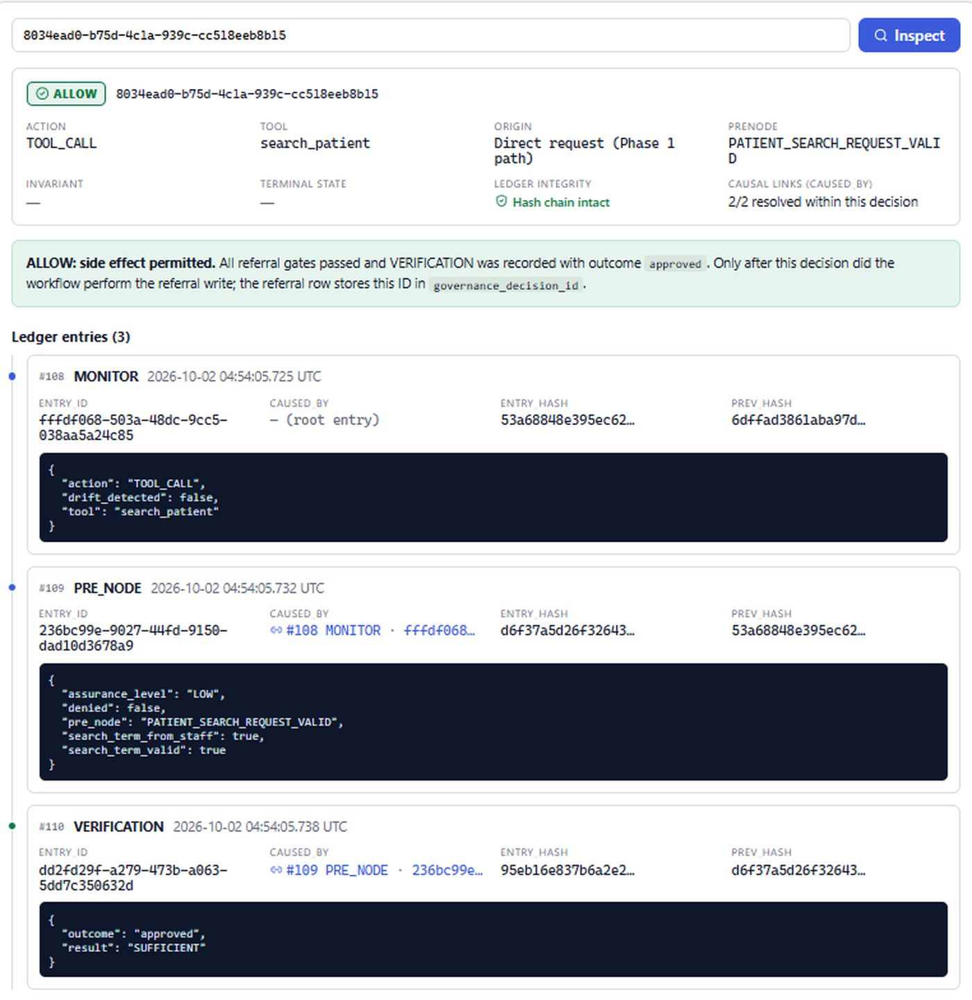 8034ead0-b75d-4c1a-939c-cc518eeb8b15
Inspect
ALLOW 8034ead0-b75d-4c1a-939c-cc518eeb8b15
ACTION TOOL ORIGIN PRENODE
TOOL_CALL search_patient Direct request (Phase 1 PATIENT_SEARCH_REQUEST_VALI
path) D
INVARIANT TERMINAL STATE LEDGER INTEGRITY CAUSAL LINKS (CAUSED_BY)
— — Hash chain intact 2/2 resolved within this decision
ALLOW: side effect permitted. All referral gates passed and VERIFICATION was recorded with outcome approved. Only after this decision did the
workflow perform the referral write; the referral row stores this ID in governance_decision_id.
Ledger entries (3)
#108 MONITOR 2026-10-02 04:54:05.725 UTC
ENTRY_ID CAUSED_BY ENTRY_HASH PREV_HASH
fffdf068-503a-48dc-9cc5- — (root entry) 53a68848e395ec62… 6dffad3861aba97d…
038aa5a24c85
{
"action": "TOOL_CALL",
"drift_detected": false,
"tool": "search_patient"
}
#109 PRE_NODE 2026-10-02 04:54:05.732 UTC
ENTRY_ID CAUSED_BY ENTRY_HASH PREV_HASH
236bc99e-9027-44fd-9150- #108 MONITOR · fffdf068… d6f37a5d26f32643… 53a68848e395ec62…
dad10d3678a9
{
"assurance_level": "LOW",
"denied": false,
"pre_node": "PATIENT_SEARCH_REQUEST_VALID",
"search_term_from_staff": true,
"search_term_valid": true
}
#110 VERIFICATION 2026-10-02 04:54:05.738 UTC
ENTRY_ID CAUSED_BY ENTRY_HASH PREV_HASH
dd2fd29f-a279-473b-a063- #109 PRE_NODE · 236bc99e… 95eb16e837b6a2e2… d6f37a5d26f32643…
5dd7c350632d
{
"outcome": "approved",
"result": "SUFFICIENT"
}